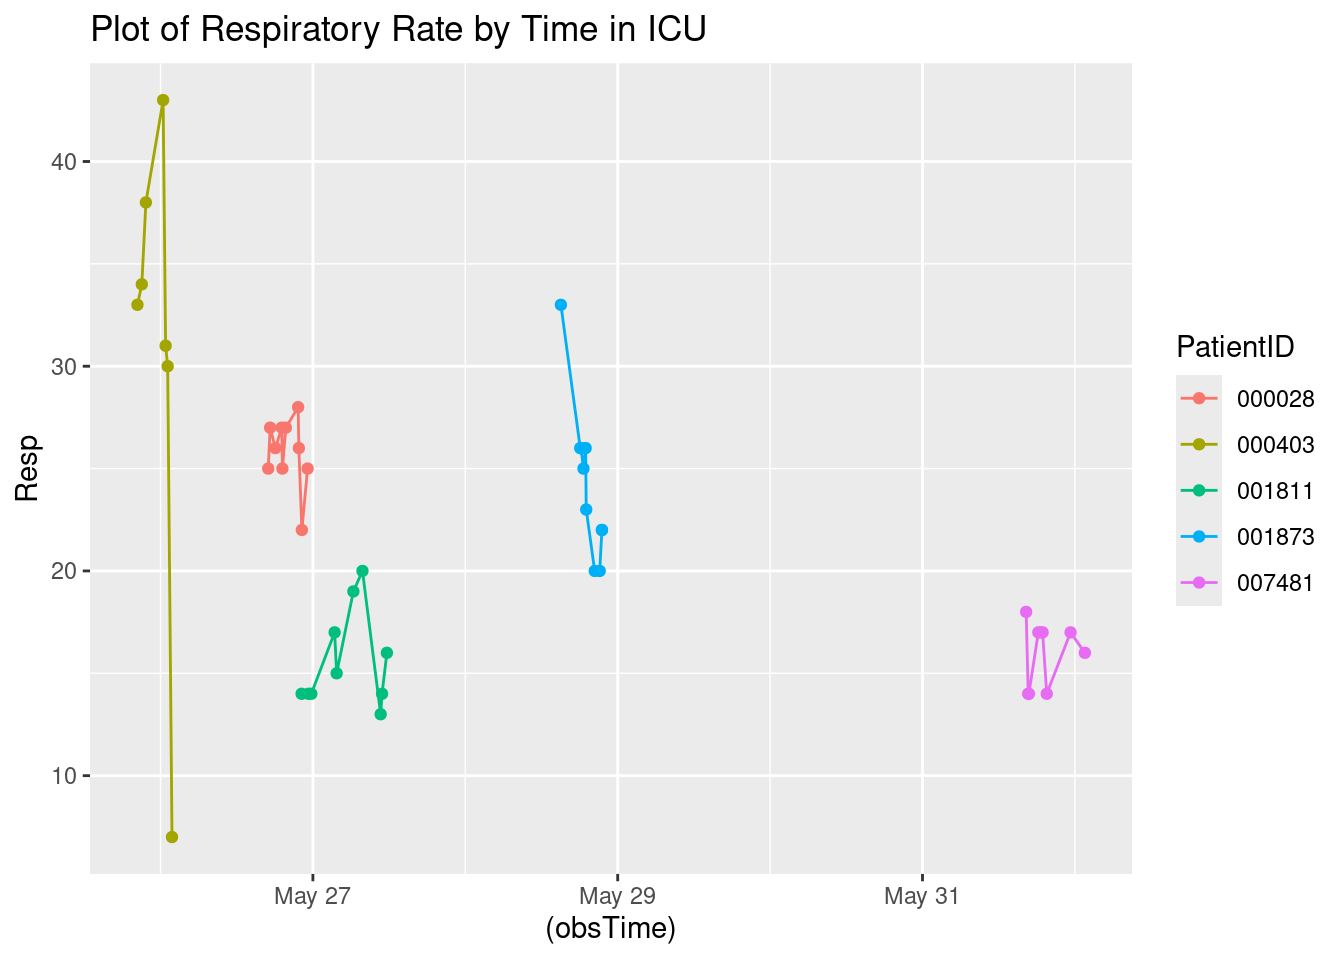 Plot of Respiratory Rate by Time in ICU
Resp
40
30
20
10
May 27
May 29
May 31
(obsTime)
PatientID
000028
000403
001811
001873
007481